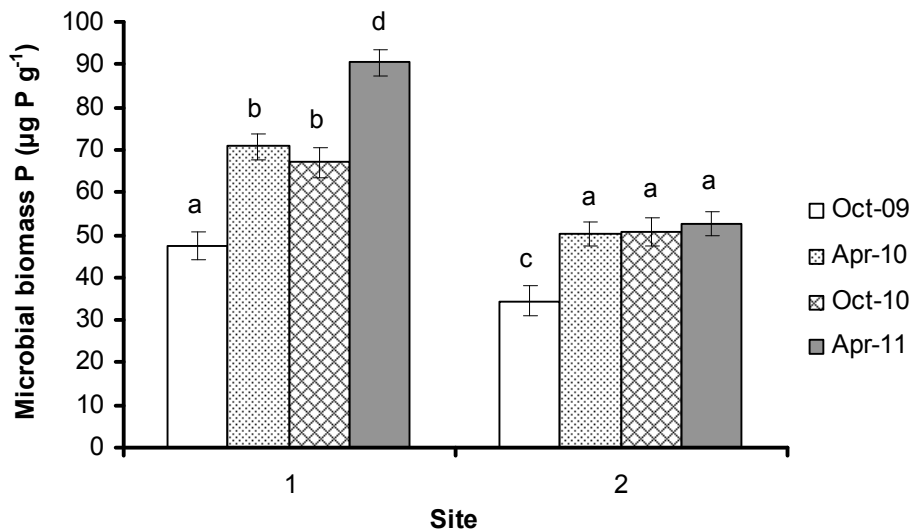 Microbial biomass P (µg P g-1)
100
90
80
70
60
50
40
30
20
10
0
a
b
b
d
c
a
a
a
1
2
Site
Oct-09
Apr-10
Oct-10
Apr-11